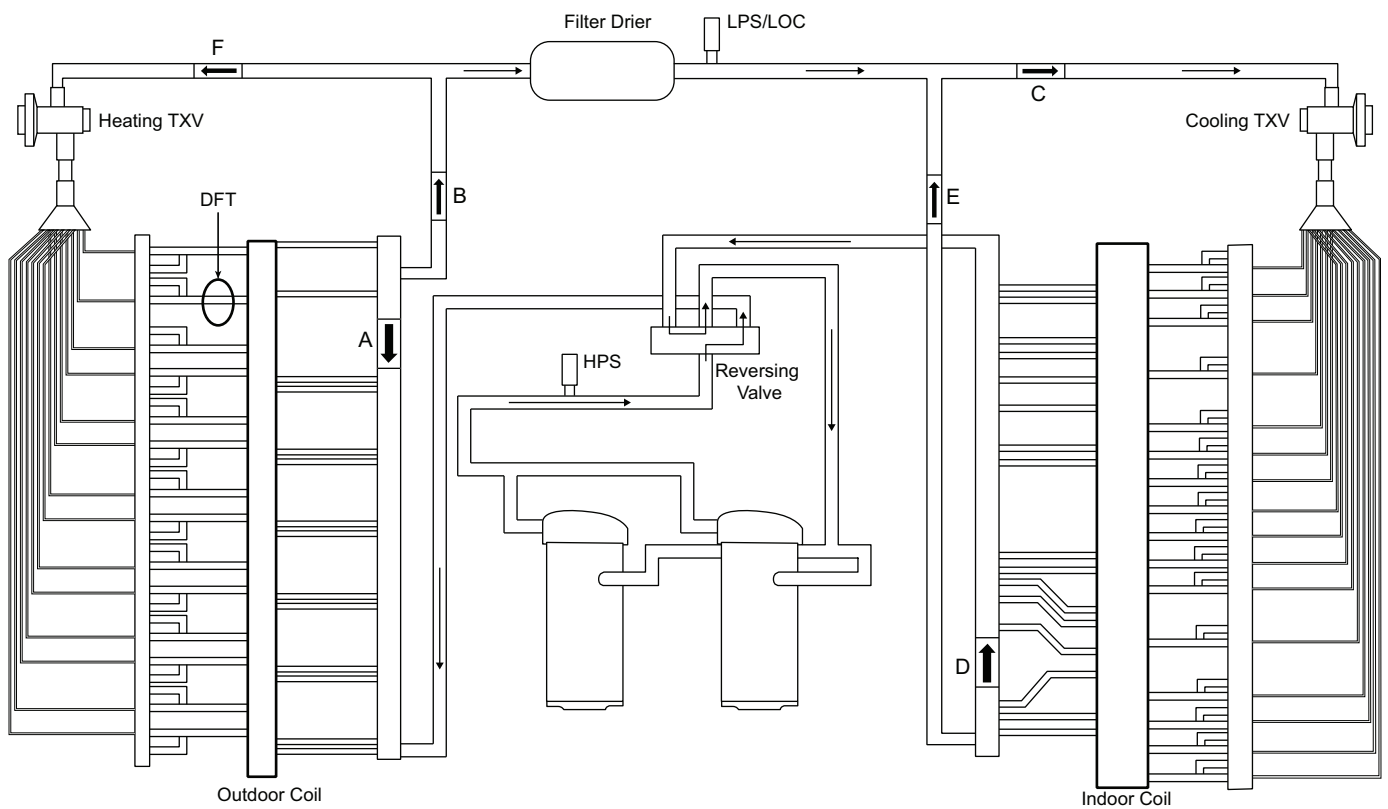 Filter Drier
LPS/LOC
F
C
Heating TXV
Cooling TXV
DFT
B
E
A
HPS
Reversing
Valve
D
Outdoor Coil
Indoor Coil